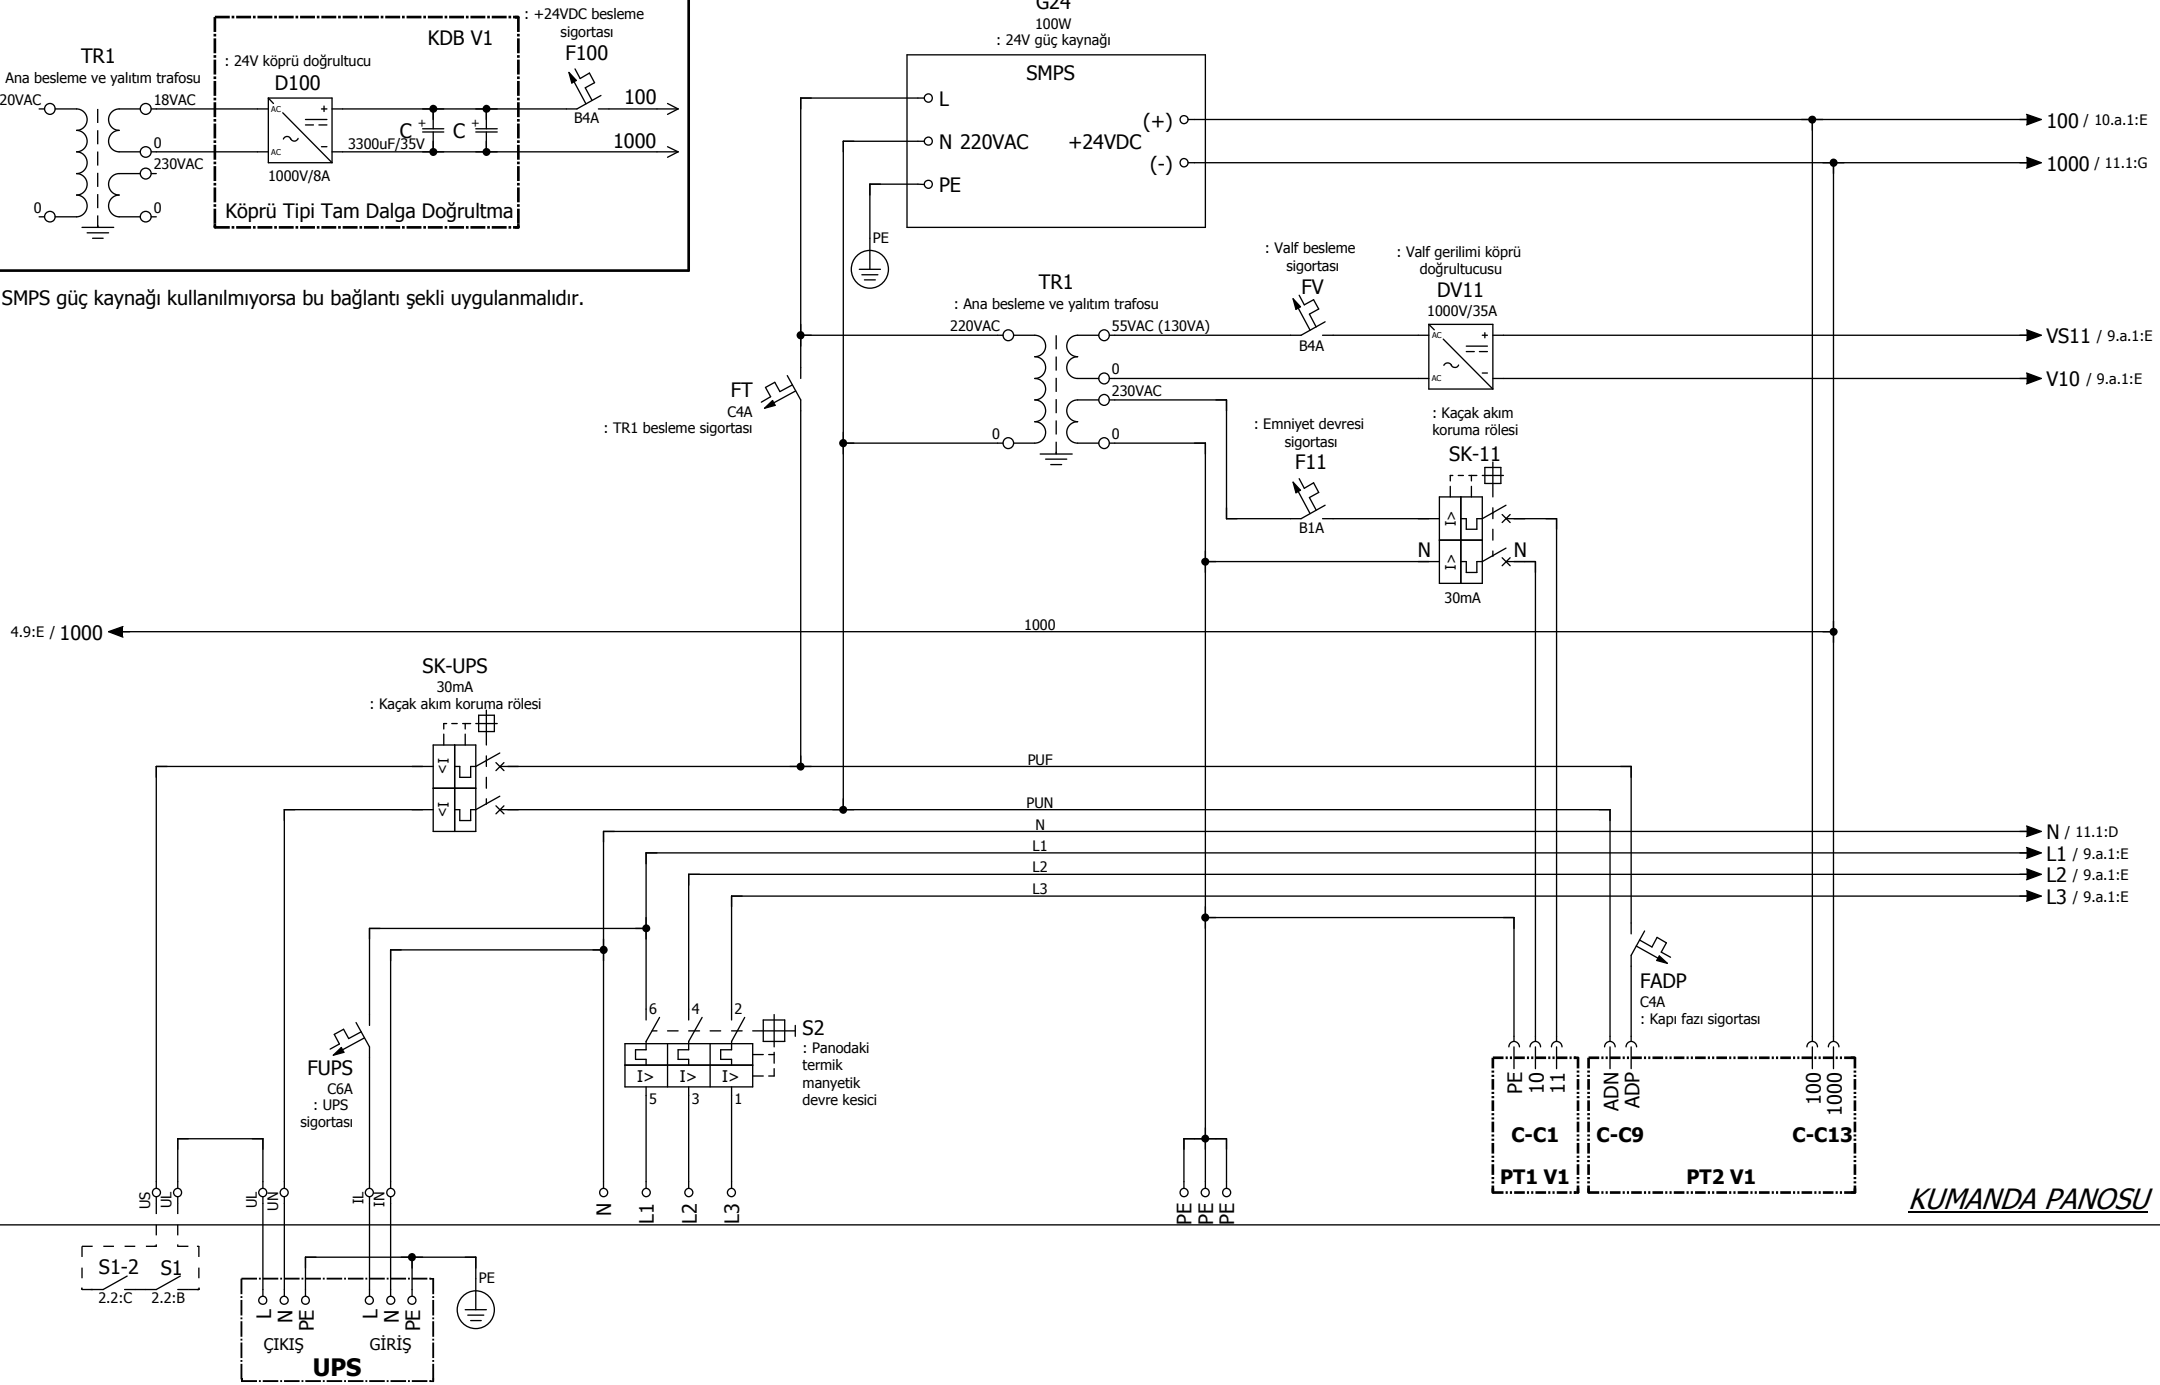 : +24VDC besleme
sigortası
F100
KDB V1
TR1
: 24V köprü doğrultucu
Ana besleme ve yalıtım trafosu
D100
20VAC
18VAC
AC
+
100
B4A
C
+
C
+
0
AC
-
3300uF/35V
1000
230VAC
1000V/8A
0
0
Köprü Tipi Tam Dalga Doğrultma
SMPS güç kaynağı kullanılmıyorsa bu bağlantı şekli uygulanmalıdır.
G24
100W
: 24V güç kaynağı
SMPS
L
N 220VAC
+24VDC
(+)
(-)
PE
PE
100 / 10.a.1:E
1000 / 11.1:G
TR1
: Ana besleme ve yalıtım trafosu
220VAC
55VAC (130VA)
0
230VAC
0
0
: Valf besleme
sigortası
FV
B4A
: Valf gerilimi köprü
doğrultucusu
DV11
1000V/35A
AC
+
AC
-
VS11 / 9.a.1:E
V10 / 9.a.1:E
FT
C4A
: TR1 besleme sigortası
: Emniyet devresi
sigortası
F11
B1A
: Kaçak akım
koruma rölesi
SK-11
I>
N
I>
N
30mA
4.9:E / 1000
1000
SK-UPS
30mA
: Kaçak akım koruma rölesi
I>
I>
PUF
PUN
N
L1
L2
L3
N / 11.1:D
L1 / 9.a.1:E
L2 / 9.a.1:E
L3 / 9.a.1:E
FADP
C4A
: Kapı fazı sigortası
6
4
2
S2
: Panodaki
termik
manyetik
devre kesici
I>
I>
I>
5
3
1
FUPS
C6A
: UPS
sigortası
PE
10
11
C-C1
PT1 V1
ADN
ADP
C-C9
100
1000
C-C13
PT2 V1
US
UL
UL
UN
IL
IN
N
L1
L2
L3
PE
PE
PE
KUMANDA PANOSU
S1-2
S1
2.2:C
2.2:B
L
N
PE
ÇIKIŞ
L
N
PE
GİRİŞ
UPS
PE